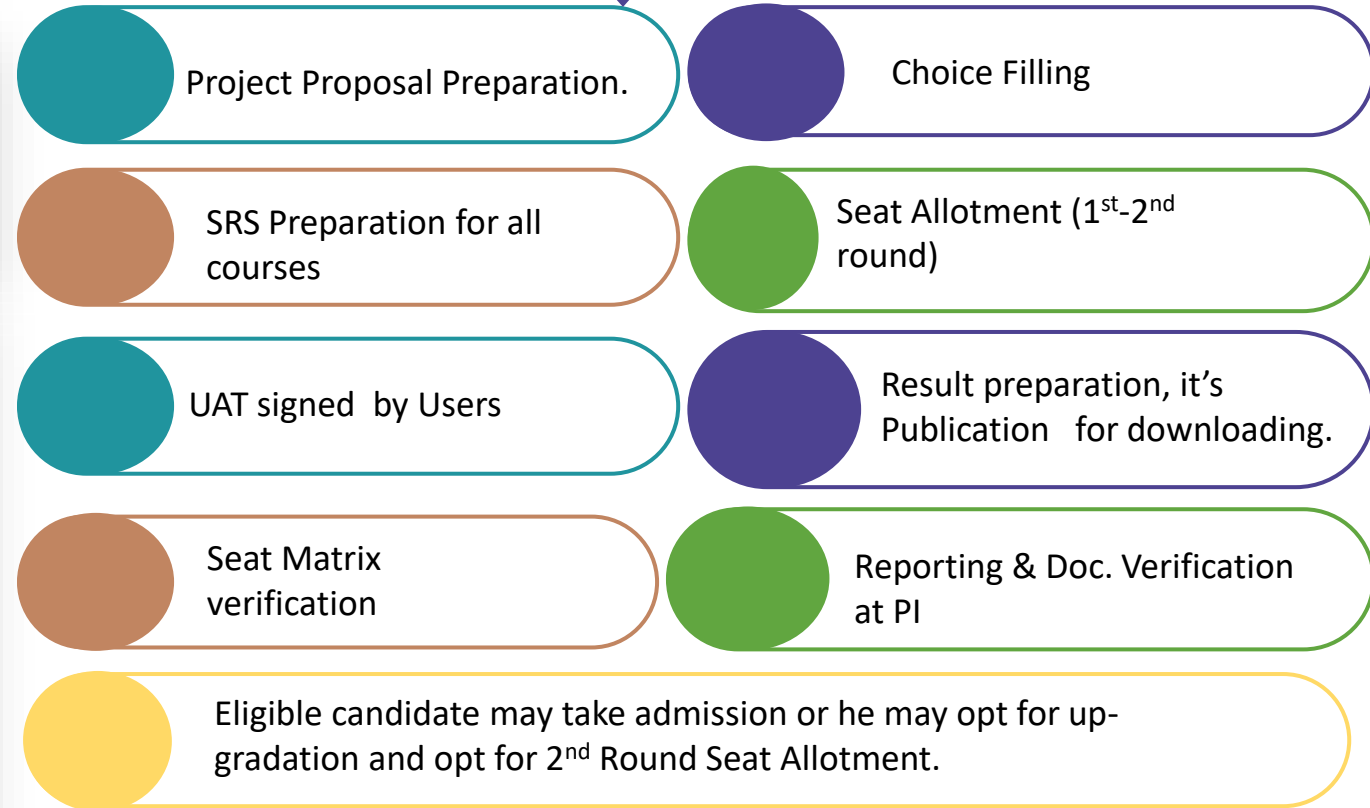 Project Proposal Preparation.
SRS Preparation for all
courses
UAT signed  by Users
Seat Matrix
verification
Choice Filling
Seat Allotment (1st-2nd
round)
Result preparation, it’s
Publication   for downloading.
Reporting & Doc. Verification
at PI
Eligible candidate may take admission or he may opt for up-
gradation and opt for 2nd Round Seat Allotment.